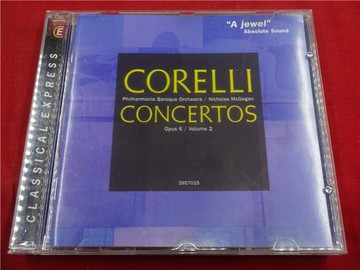 "A jewel"
Absolute Sound
E
CLASSICAL EXPRESS
CORELLI
Philharmonia Baroque Orchestra / Nicholas McGegan
CONCERTOS
Opus 6 / Volume 2
3957015